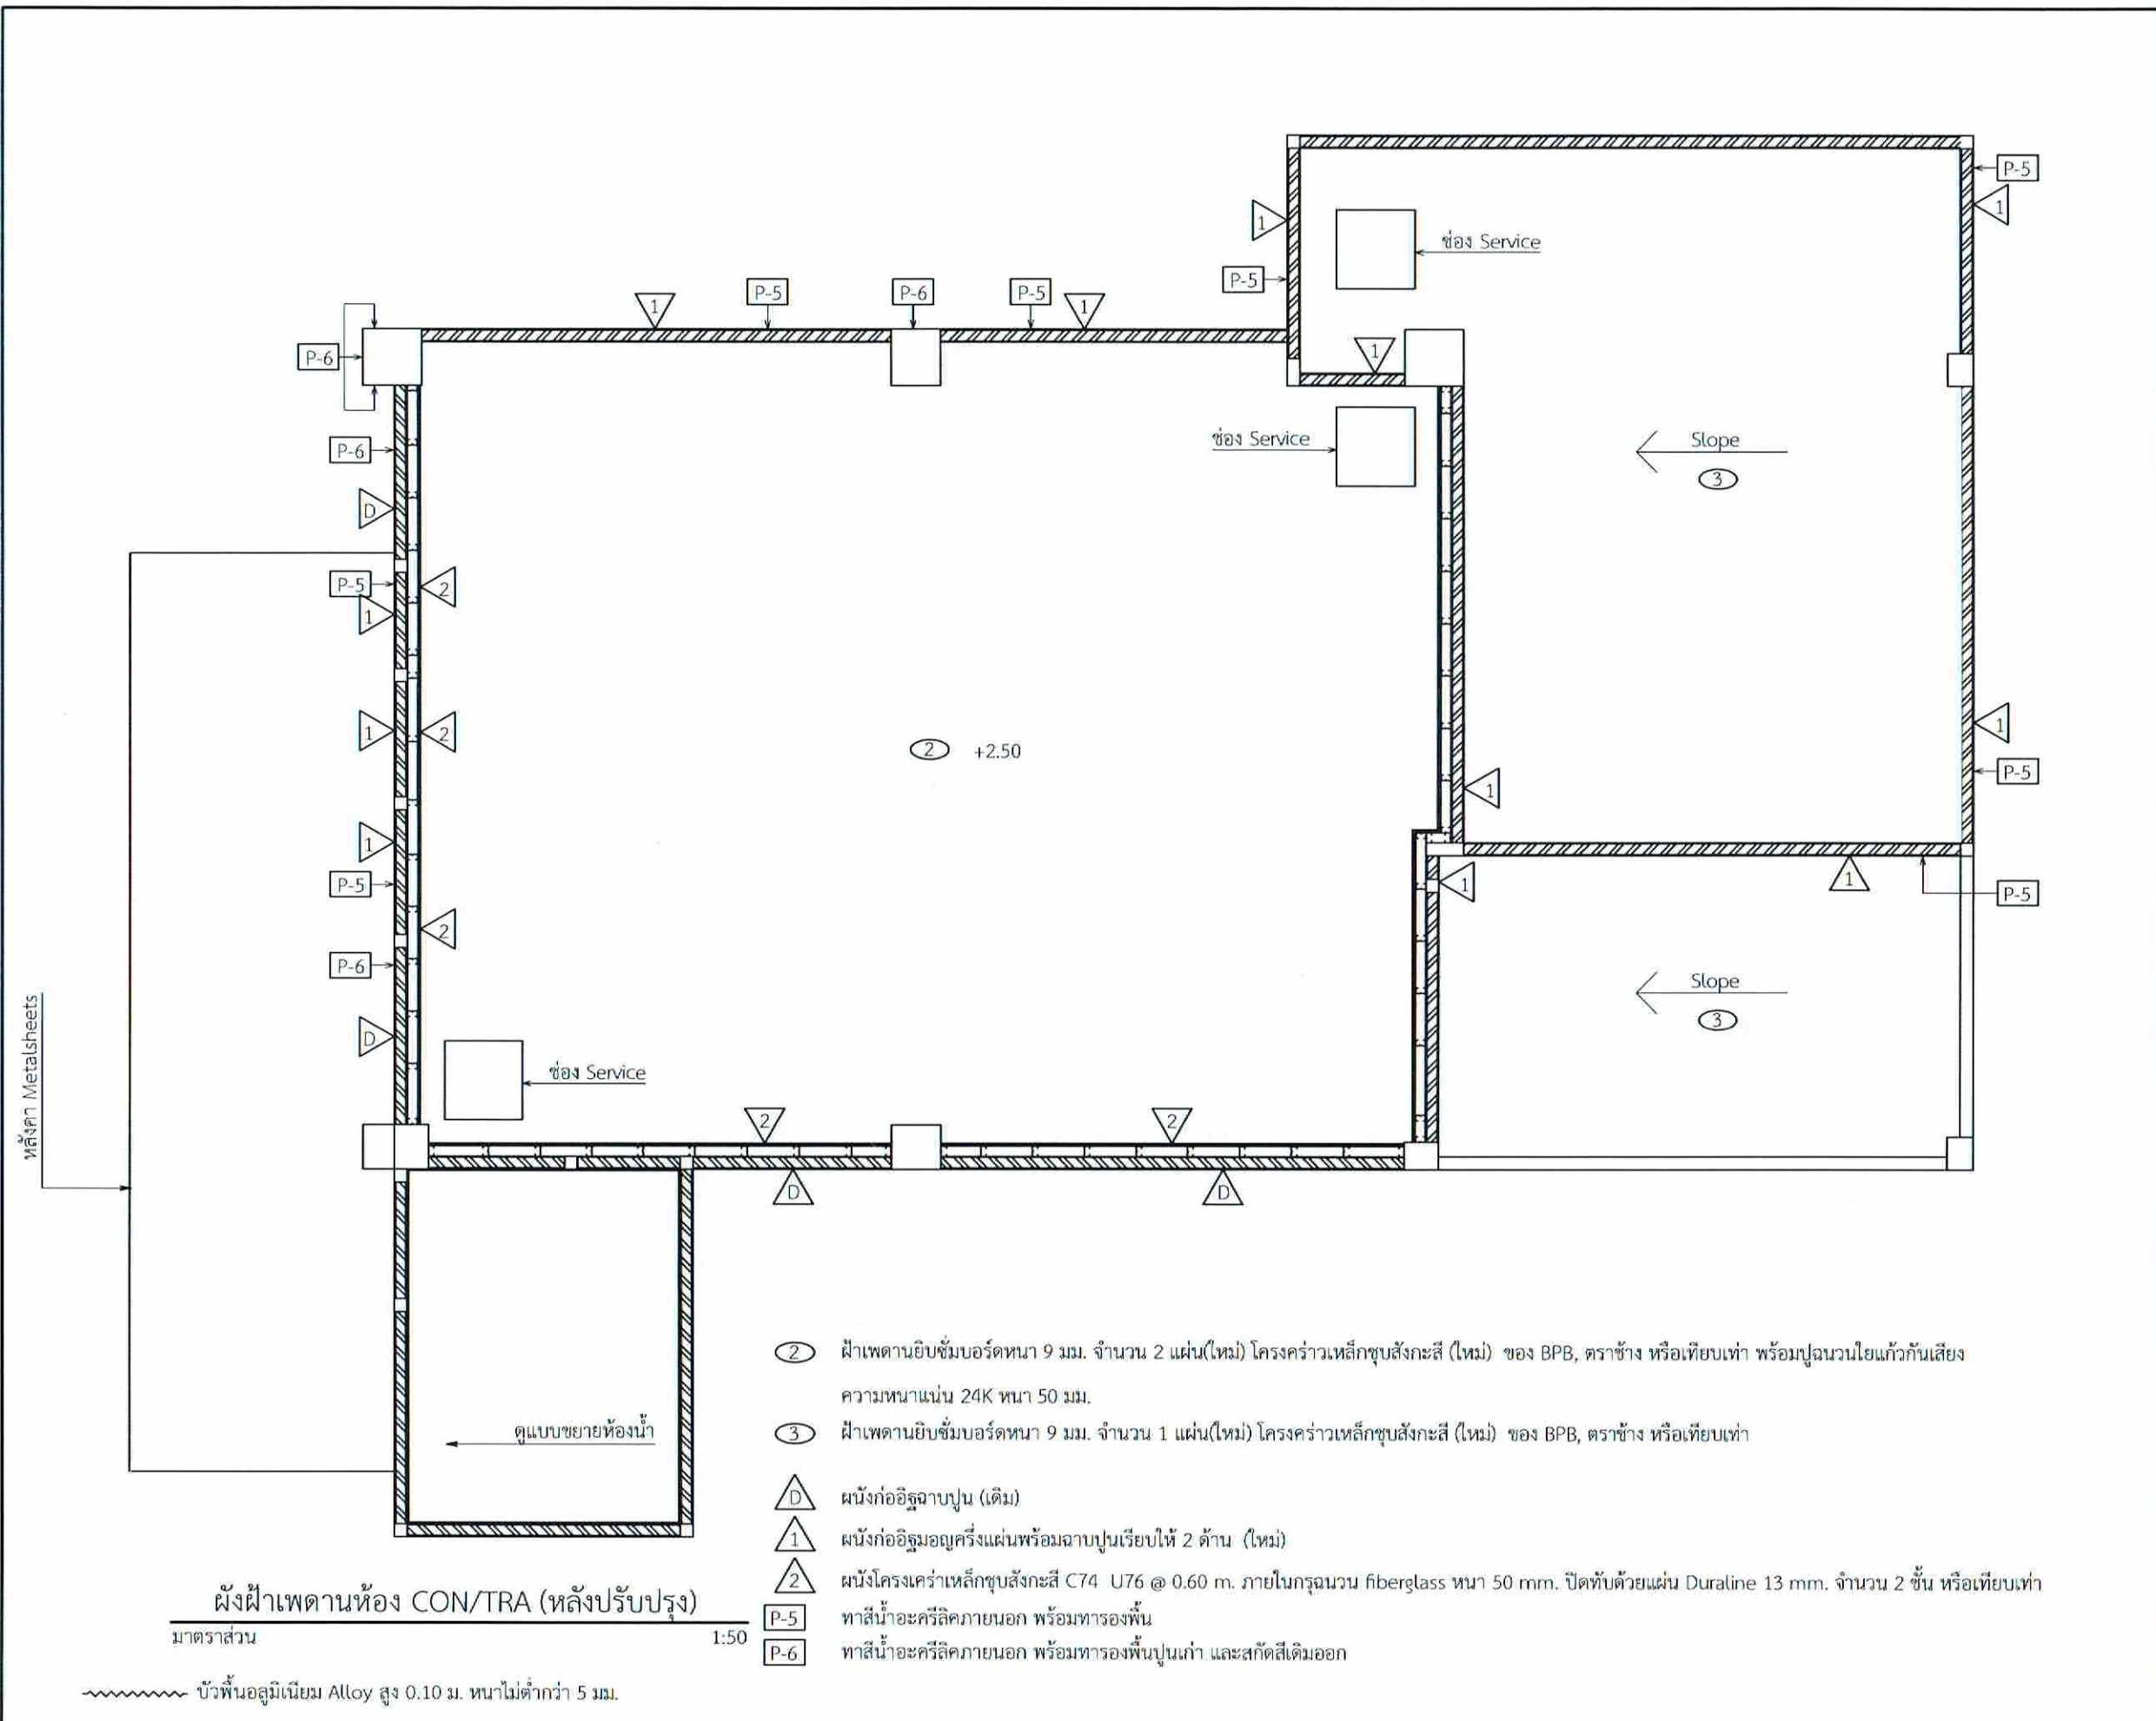 P-5
1
1
ช่อง Service
P-5
1
P-5
P-6
P-5
1
P-6
1
ช่อง Service
P-6
Slope
3
D
P-5
2
1
1
2
2 +2.50
1
P-5
1
1
P-5
1
1
P-5
2
P-6
Slope
3
D
หลังคา Metalsheets
ช่อง Service
2
2
D
D
2 ฝ้าเพดานยิบซั่มบอร์ดหนา 9 มม. จำนวน 2 แผ่น(ใหม่) โครงคร่าวเหล็กชุบสังกะสี (ใหม่) ของ BPB, ตราช้าง หรือเทียบเท่า พร้อมปูฉนวนใยแก้วกันเสียง
ความหนาแน่น 24K หนา 50 มม.
3 ฝ้าเพดานยิบซั่มบอร์ดหนา 9 มม. จำนวน 1 แผ่น(ใหม่) โครงคร่าวเหล็กชุบสังกะสี (ใหม่) ของ BPB, ตราช้าง หรือเทียบเท่า
ดูแบบขยายห้องน้ำ
D ผนังก่ออิฐฉาบปูน (เดิม)
1 ผนังก่ออิฐมอญครึ่งแผ่นพร้อมฉาบปูนเรียบให้ 2 ด้าน (ใหม่)
2 ผนังโครงเคร่าเหล็กชุบสังกะสี C74 U76 @ 0.60 m. ภายในกรุฉนวน fiberglass หนา 50 mm. ปิดทับด้วยแผ่น Duraline 13 mm. จำนวน 2 ชั้น หรือเทียบเท่า
P-5 ทาสีน้ำอะครีลิคภายนอก พร้อมทารองพื้น
P-6 ทาสีน้ำอะครีลิคภายนอก พร้อมทารองพื้นปูนเก่า และสกัดสีเดิมออก
ผังฝ้าเพดานห้อง CON/TRA (หลังปรับปรุง)
มาตราส่วน 1:50
บัวพื้นอลูมิเนียม Alloy สูง 0.10 ม. หนาไม่ต่ำกว่า 5 มม.